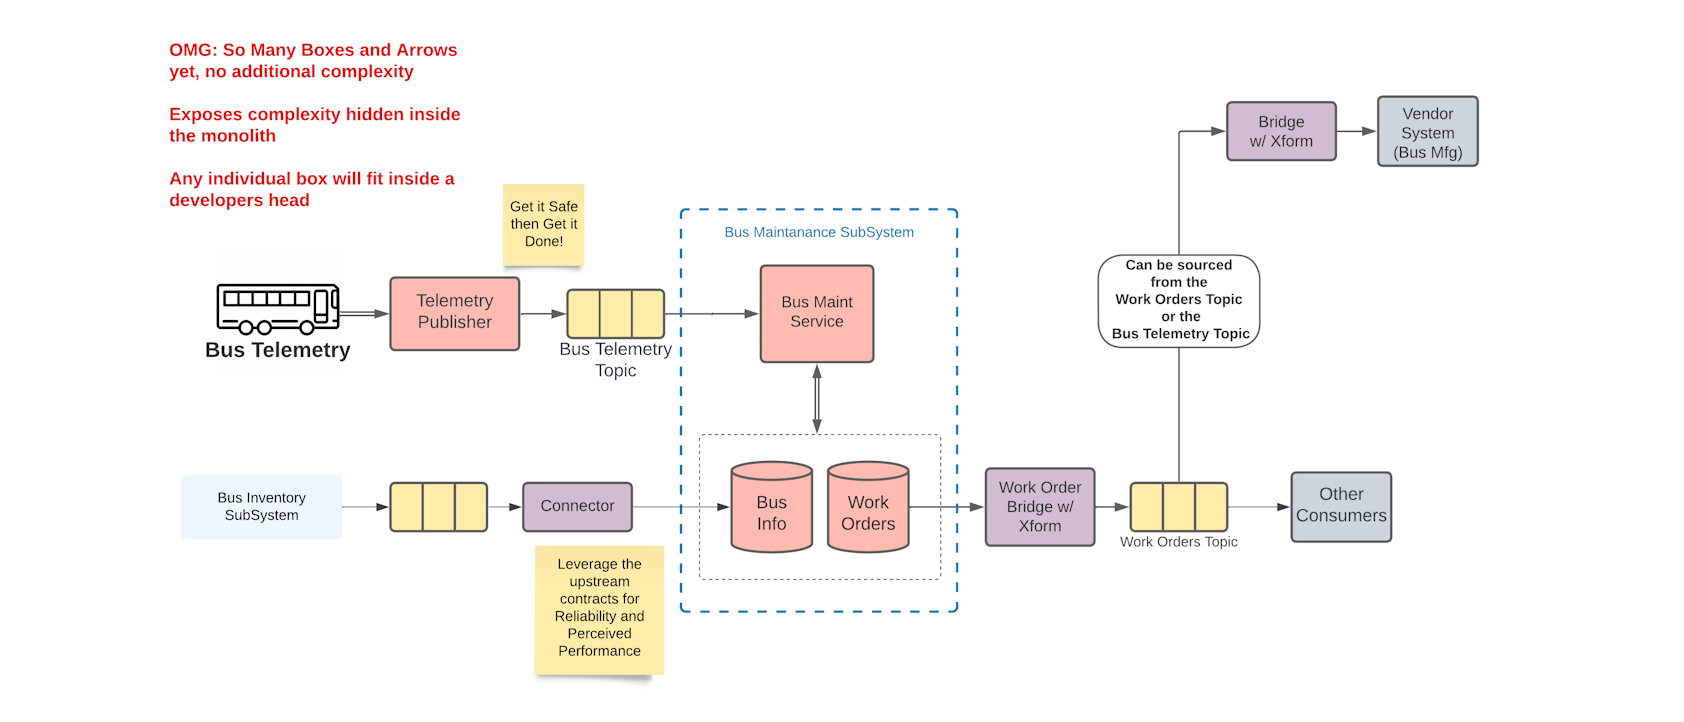 OMG: So Many Boxes and Arrows
yet, no additional complexity
Exposes complexity hidden inside
the monolith
Any individual box will fit inside a
developers head
Get it Safe
then Get it
Done!
Bus Maintanance SubSystem
Bridge
w/ Xform
Vendor
System
(Bus Mfg)
Can be sourced
from the
Work Orders Topic
or the
Bus Telemetry Topic
Bus Telemetry
Telemetry
Publisher
Bus Telemetry
Topic
Bus Maint
Service
Bus Inventory
SubSystem
Connector
Bus
Info
Work
Orders
Work Order
Bridge w/
Xform
Work Orders Topic
Other
Consumers
Leverage the
upstream
contracts for
Reliability and
Perceived
Performance